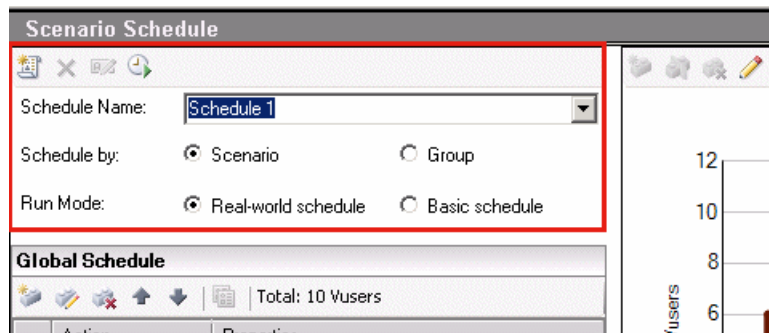 Scenario Schedule
Schedule Name: Schedule 1
Schedule by: Scenario Group
Run Mode: Real-world schedule Basic schedule
Global Schedule
Total: 10 Vusers
Action
12
10
8
6